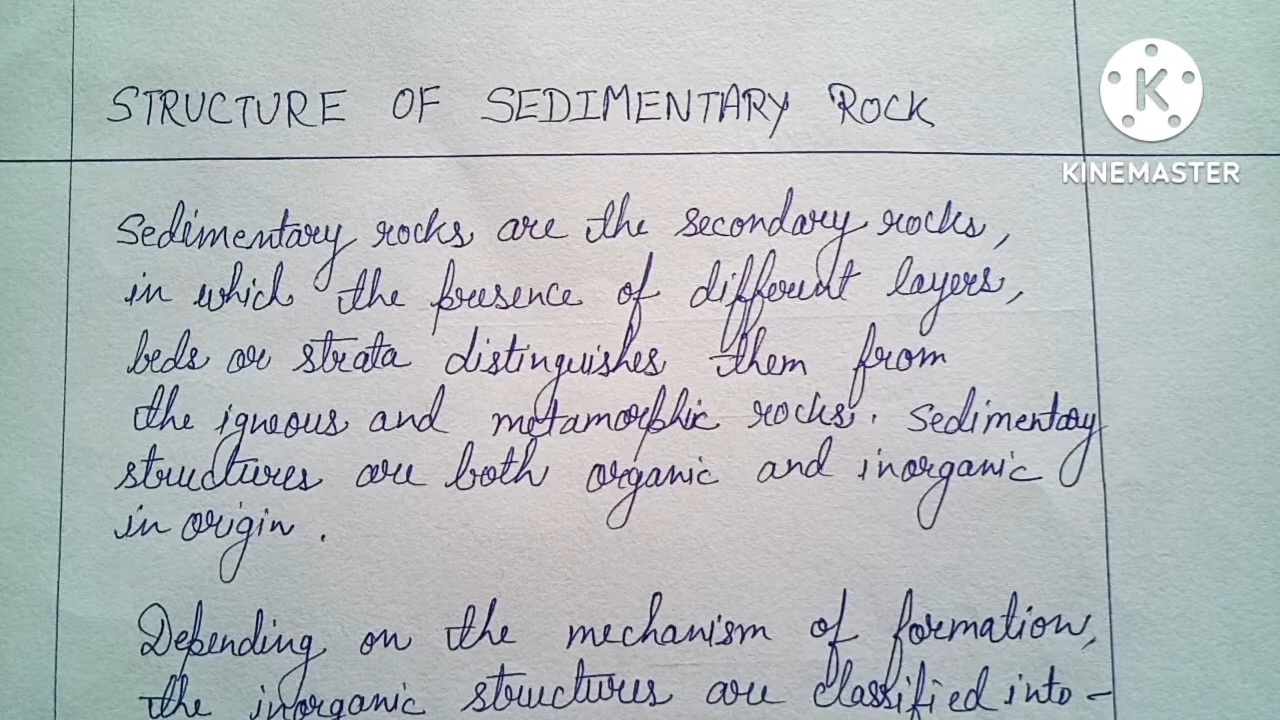 STRUCTURE OF SEDIMENTARY ROCK
K
KINEMASTER
Sedimentary rocks are the secondary rocks,
in which the presence of different layers,
beds or strata distinguishes them from
the igneous and metamorphic rocks. Sedimentary
structures are both organic and inorganic
in origin.
Depending on the mechanism of formation,
the inorganic structures are classified into -